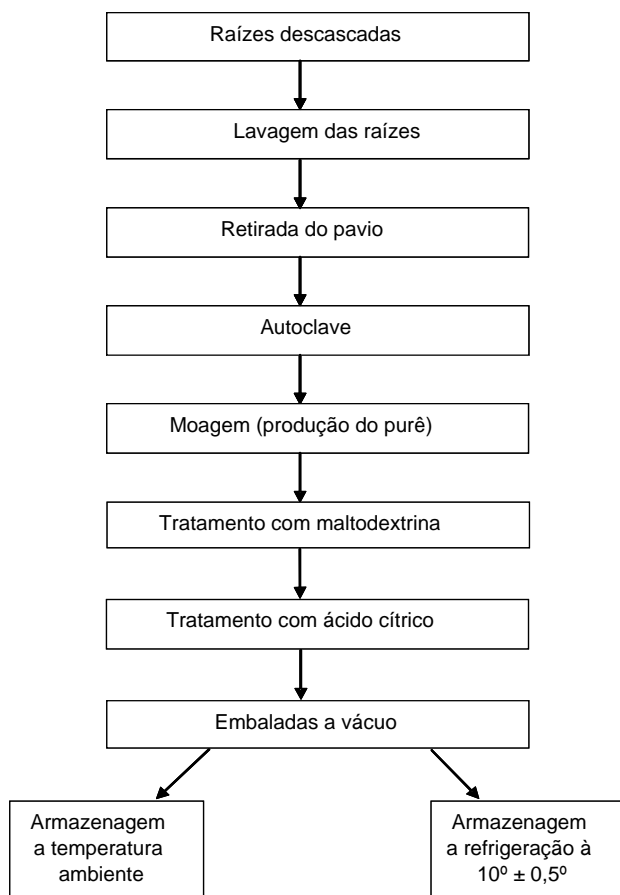 Raízes descascadas
Lavagem das raízes
Retirada do pavio
Autoclave
Moagem (produção do purê)
Tratamento com maltodextrina
Tratamento com ácido cítrico
Embaladas a vácuo
Armazenagem
a temperatura
ambiente
Armazenagem
a refrigeração à
10º ± 0,5º